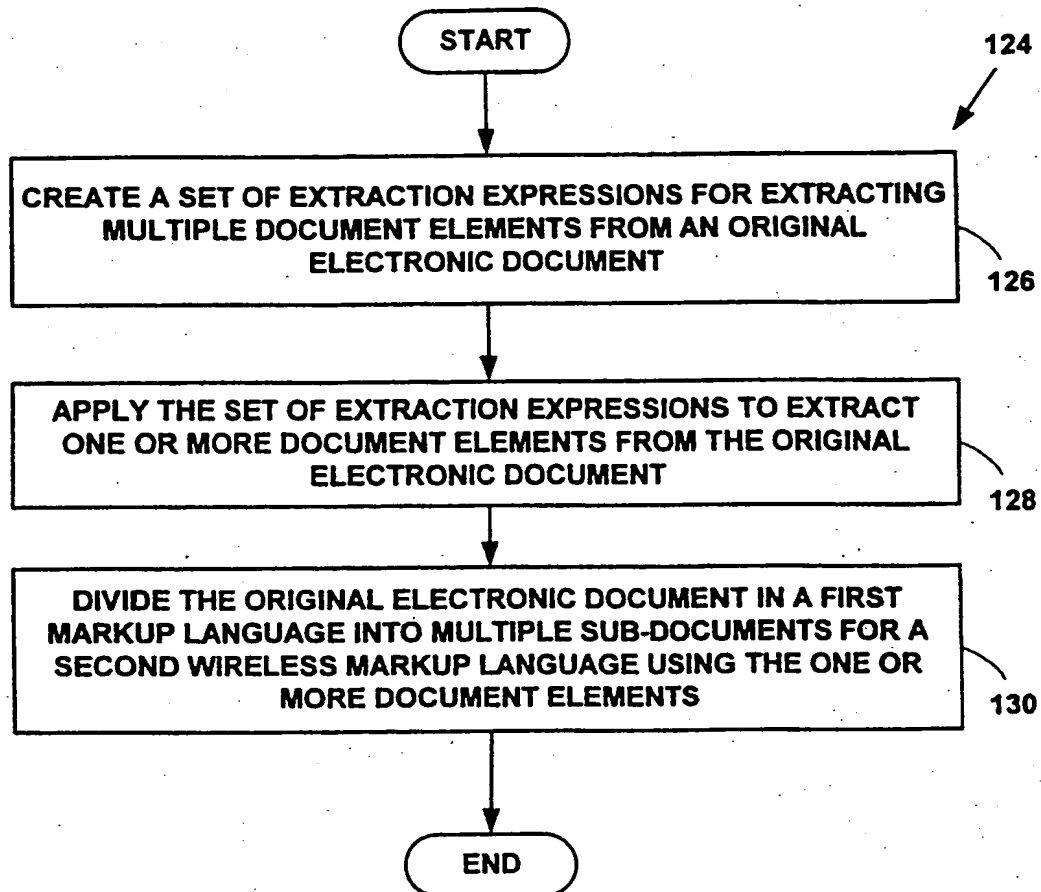 START
124
CREATE A SET OF EXTRACTION EXPRESSIONS FOR EXTRACTING
MULTIPLE DOCUMENT ELEMENTS FROM AN ORIGINAL
ELECTRONIC DOCUMENT
126
APPLY THE SET OF EXTRACTION EXPRESSIONS TO EXTRACT
ONE OR MORE DOCUMENT ELEMENTS FROM THE ORIGINAL
ELECTRONIC DOCUMENT
128
DIVIDE THE ORIGINAL ELECTRONIC DOCUMENT IN A FIRST
MARKUP LANGUAGE INTO MULTIPLE SUB-DOCUMENTS FOR A
SECOND WIRELESS MARKUP LANGUAGE USING THE ONE OR
MORE DOCUMENT ELEMENTS
130
END